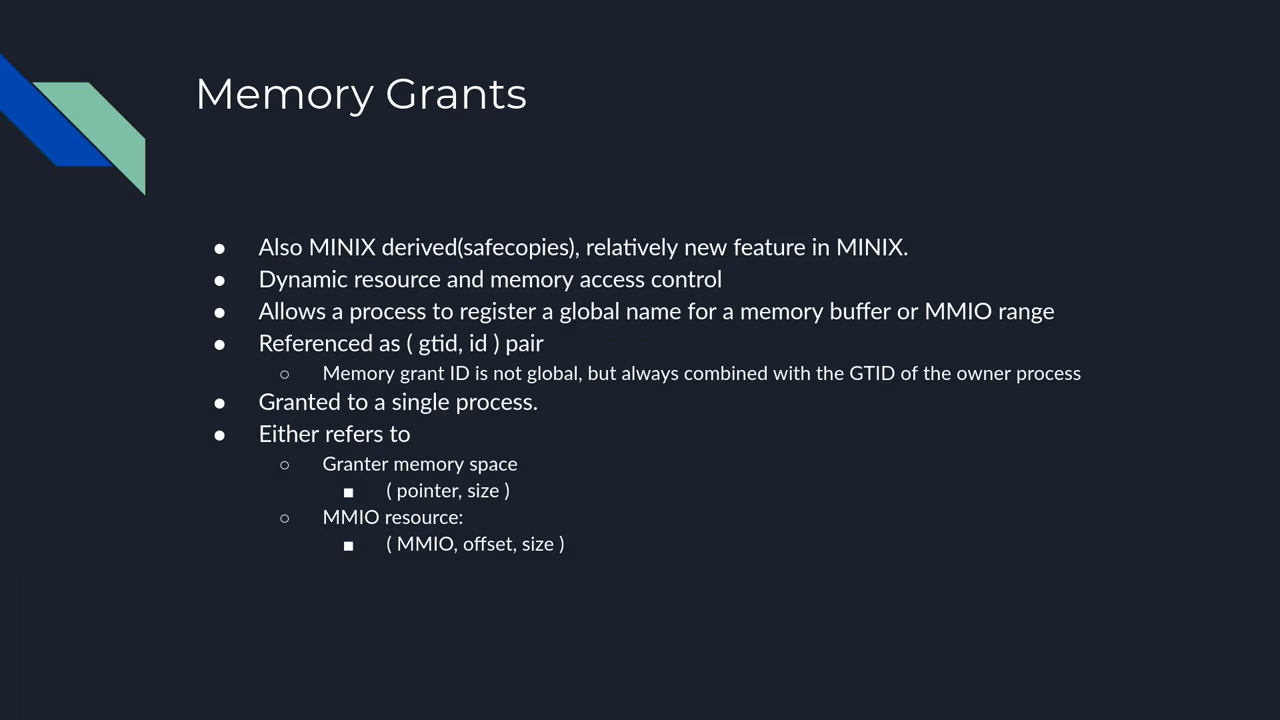 Memory Grants
● Also MINIX derived(safecopies), relatively new feature in MINIX.
● Dynamic resource and memory access control
● Allows a process to register a global name for a memory buffer or MMIO range
● Referenced as ( gtid, id ) pair
○ Memory grant ID is not global, but always combined with the GTID of the owner process
● Granted to a single process.
● Either refers to
○ Granter memory space
■ ( pointer, size )
○ MMIO resource:
■ ( MMIO, offset, size )